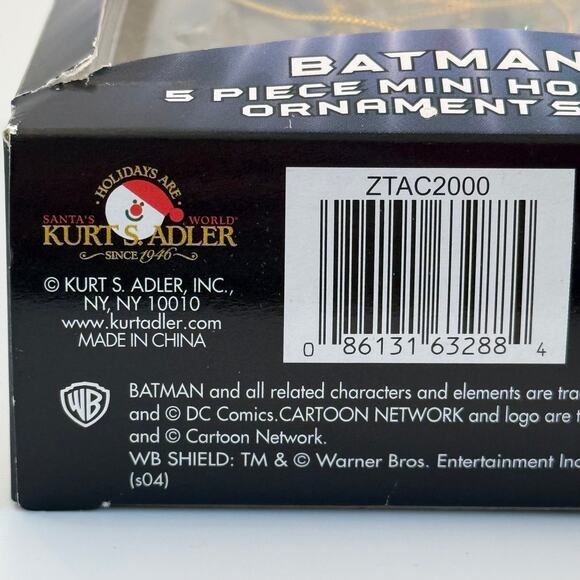 BATMAN
5 PIECE MINI HO
ORNAMENT S
HOLIDAYS ARE
SANTA'S WORLD™
KURT S. ADLER
SINCE 1946
© KURT S. ADLER, INC.,
NY, NY 10010
www.kurtadler.com
MADE IN CHINA
ZTAC2000
0 86131 63288 4
WB
BATMAN and all related characters and elements are tra
and © DC Comics.CARTOON NETWORK and logo are t
and © Cartoon Network.
WB SHIELD: TM & © Warner Bros. Entertainment Inc
(s04)